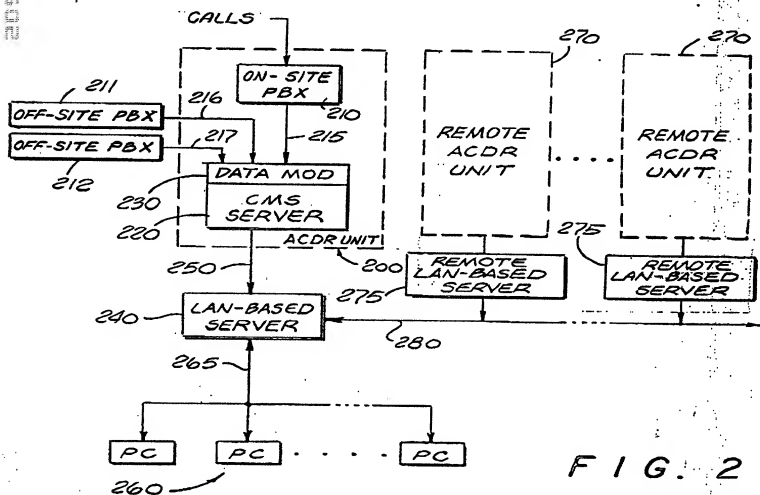 CALLS
270
270
ON-SITE
PBX
210
211
216
OFF-SITE PBX
217
215
OFF-SITE PBX
212
REMOTE
ACDR
UNIT
REMOTE
ACDR
UNIT
230
DATA MOD
220
CMS
SERVER
ACDR UNIT
200
250
275
REMOTE
LAN-BASED
SERVER
275
REMOTE
LAN-BASED
SERVER
240
LAN-BASED
SERVER
280
265
PC
PC
PC
260
FIG. 2